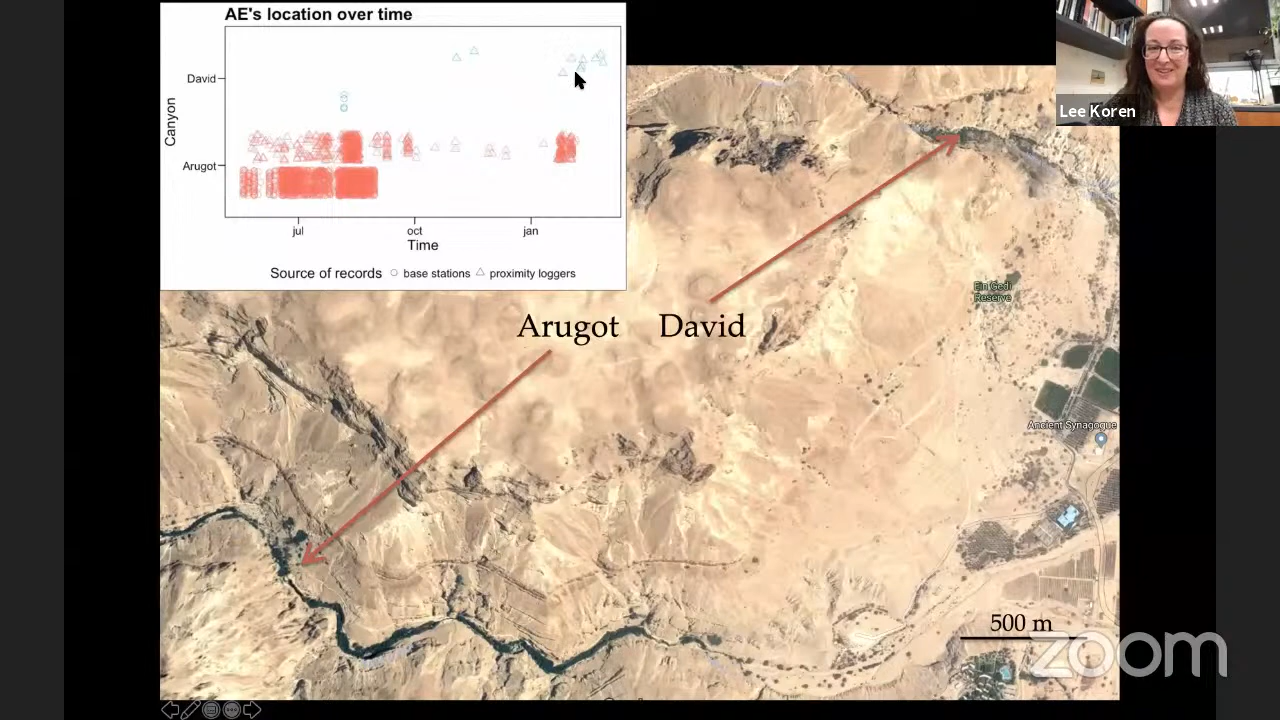 AE's location over time
David
Arugot
Canyon
jul
oct
jan
Time
Source of records base stations proximity loggers
Lee Koren
Ein Gedi
Reserve
Arugot David
Ancient Synagogue
500 m
zoom